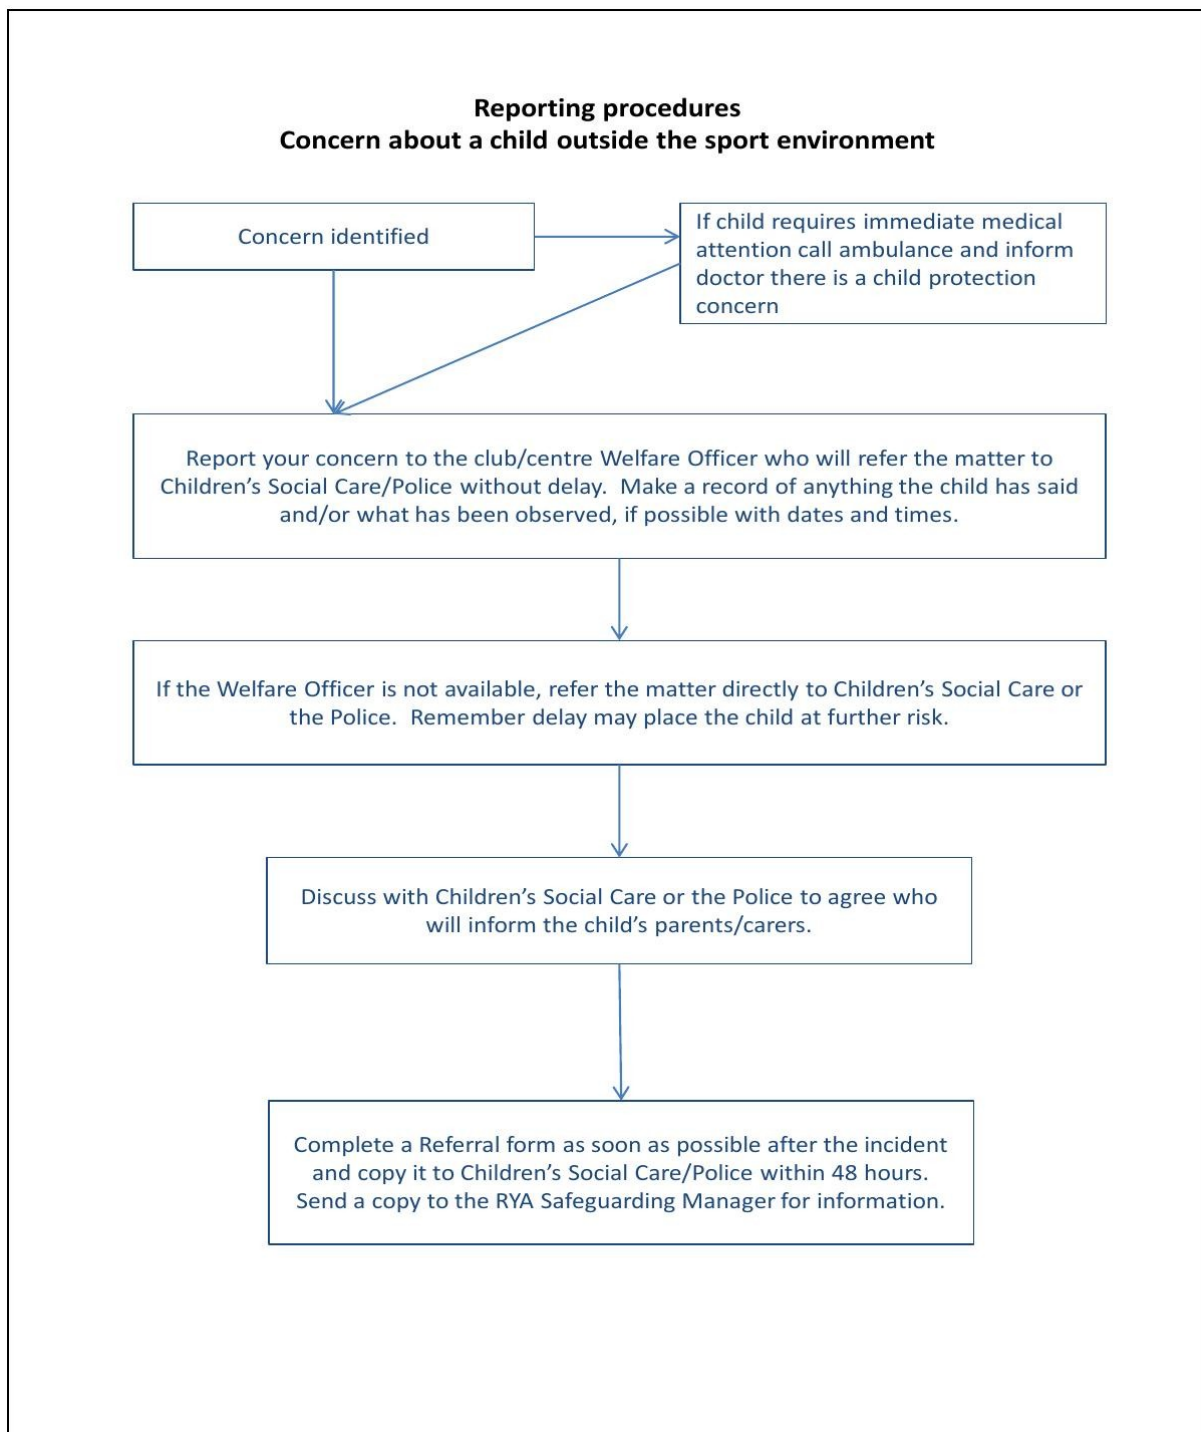 Reporting procedures
Concern about a child outside the sport environment
Concern identified
If child requires immediate medical
attention call ambulance and inform
doctor there is a child protection
concern
Report your concern to the club/centre Welfare Officer who will refer the matter to
Children’s Social Care/Police without delay.  Make a record of anything the child has said
and/or what has been observed, if possible with dates and times.
If the Welfare Officer is not available, refer the matter directly to Children’s Social Care or
the Police.  Remember delay may place the child at further risk.
Discuss with Children’s Social Care or the Police to agree who
will inform the child’s parents/carers.
Complete a Referral form as soon as possible after the incident
and copy it to Children’s Social Care/Police within 48 hours.
Send a copy to the RYA Safeguarding Manager for information.